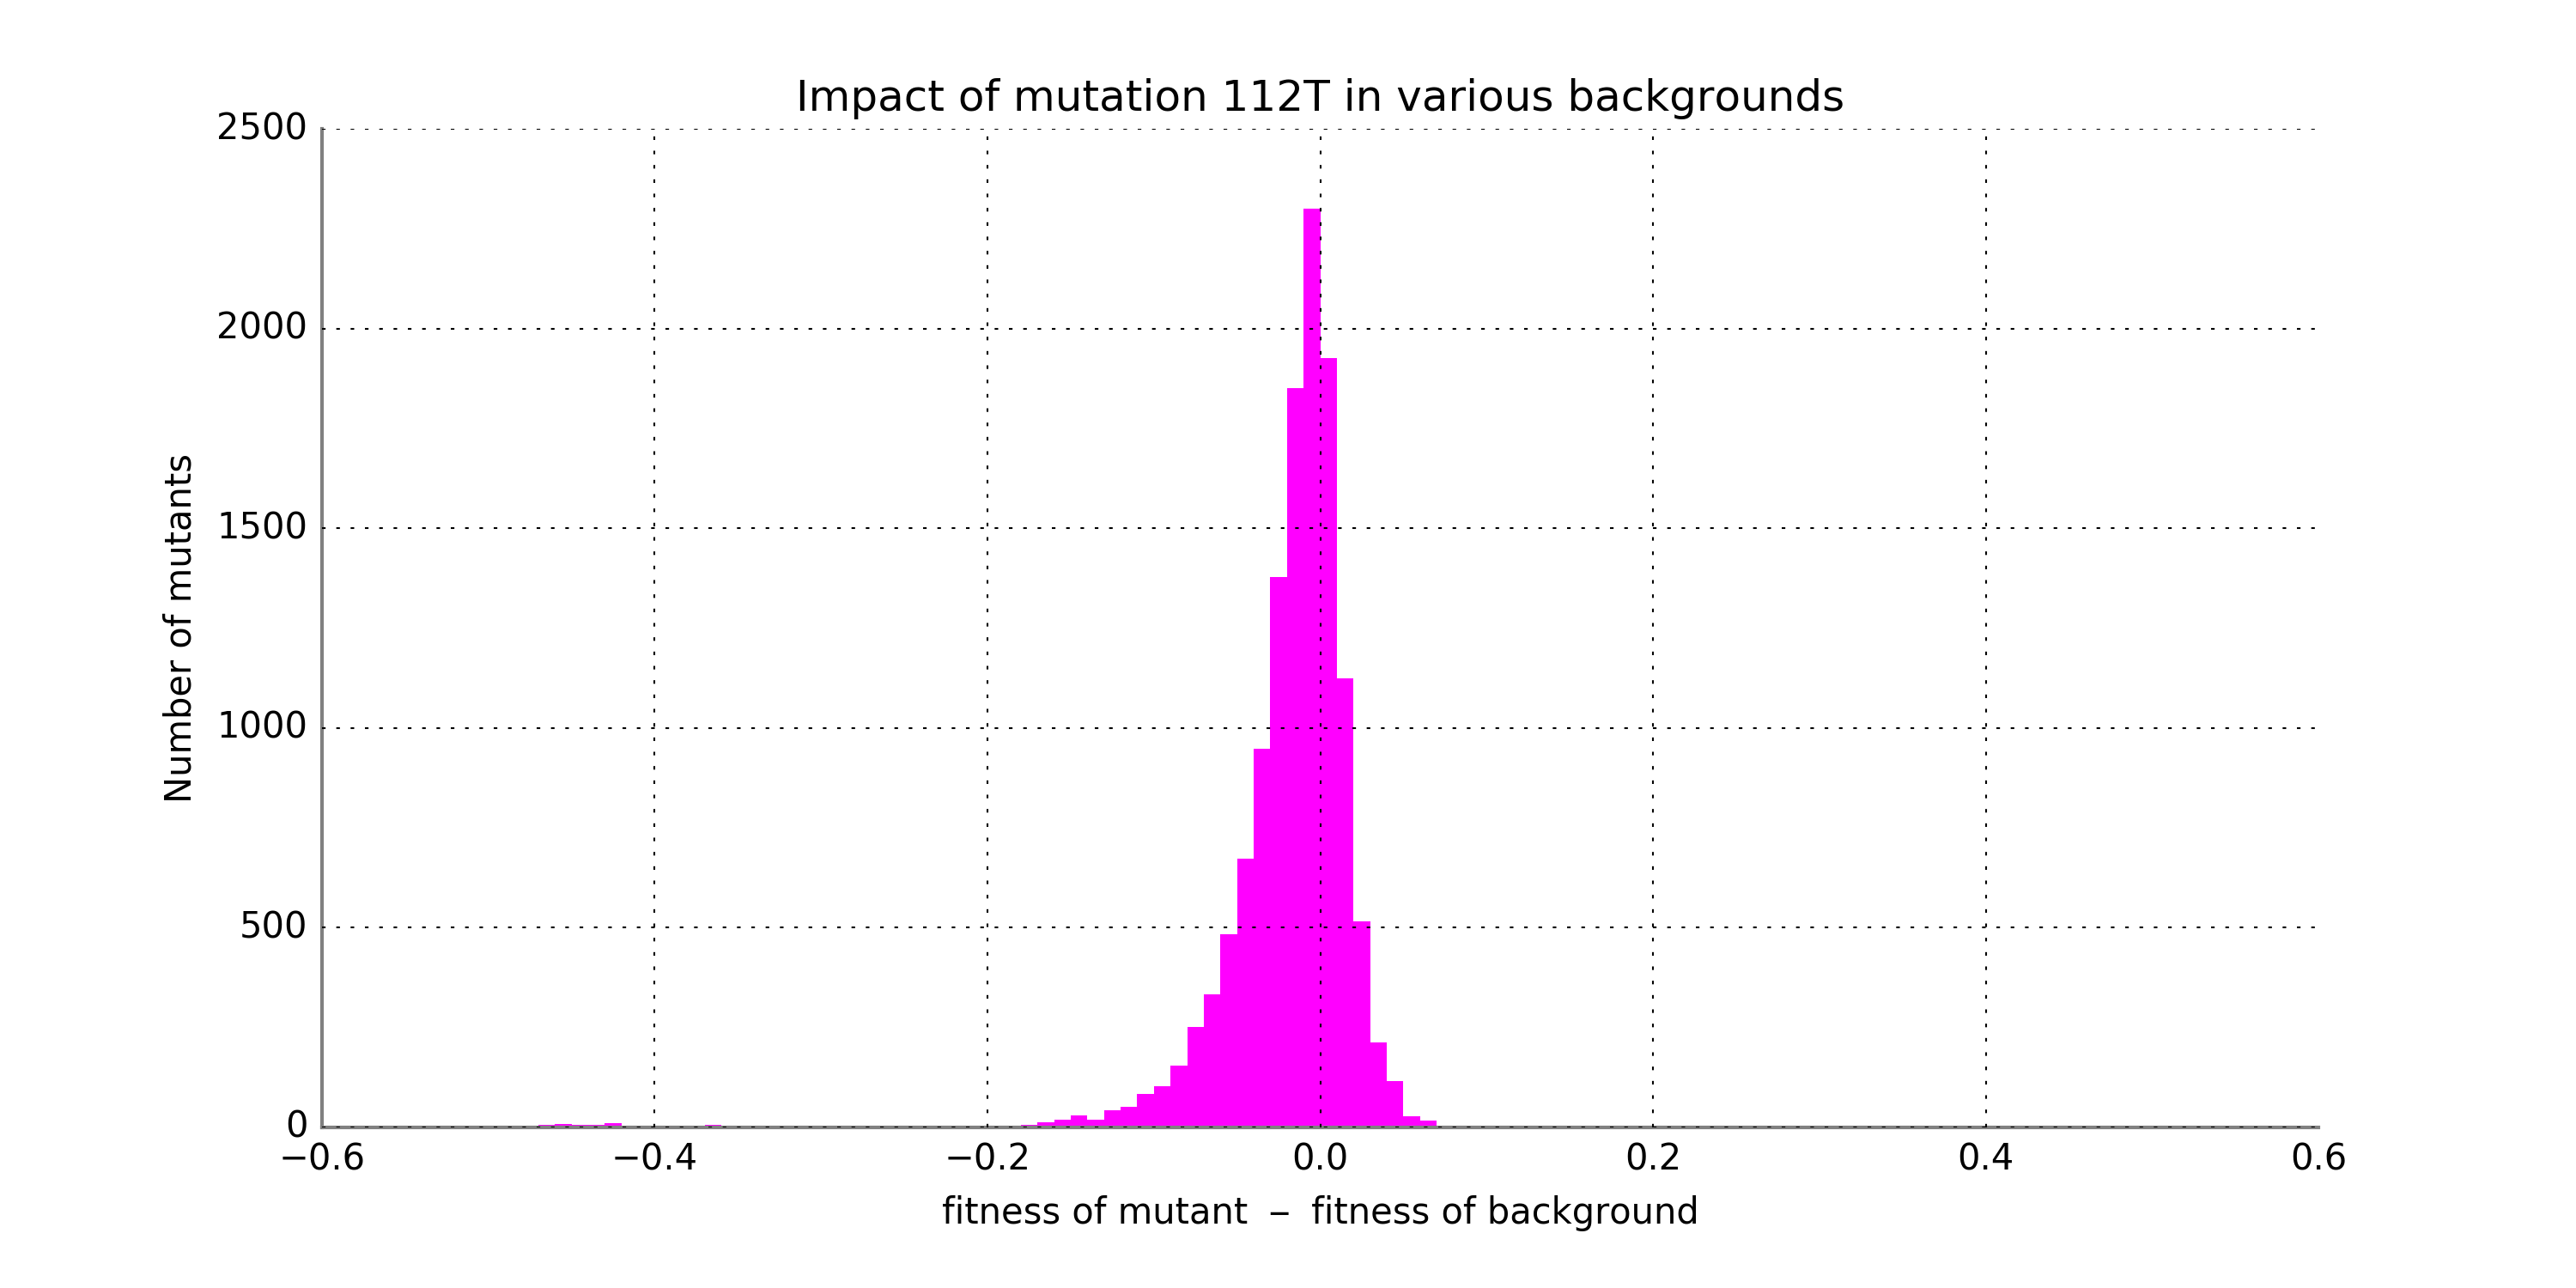 Impact of mutation 112T in various backgrounds
2500
2000
1500
1000
500
0
Number of mutants
−0.6 −0.4 −0.2 0.0 0.2 0.4 0.6
fitness of mutant − fitness of background